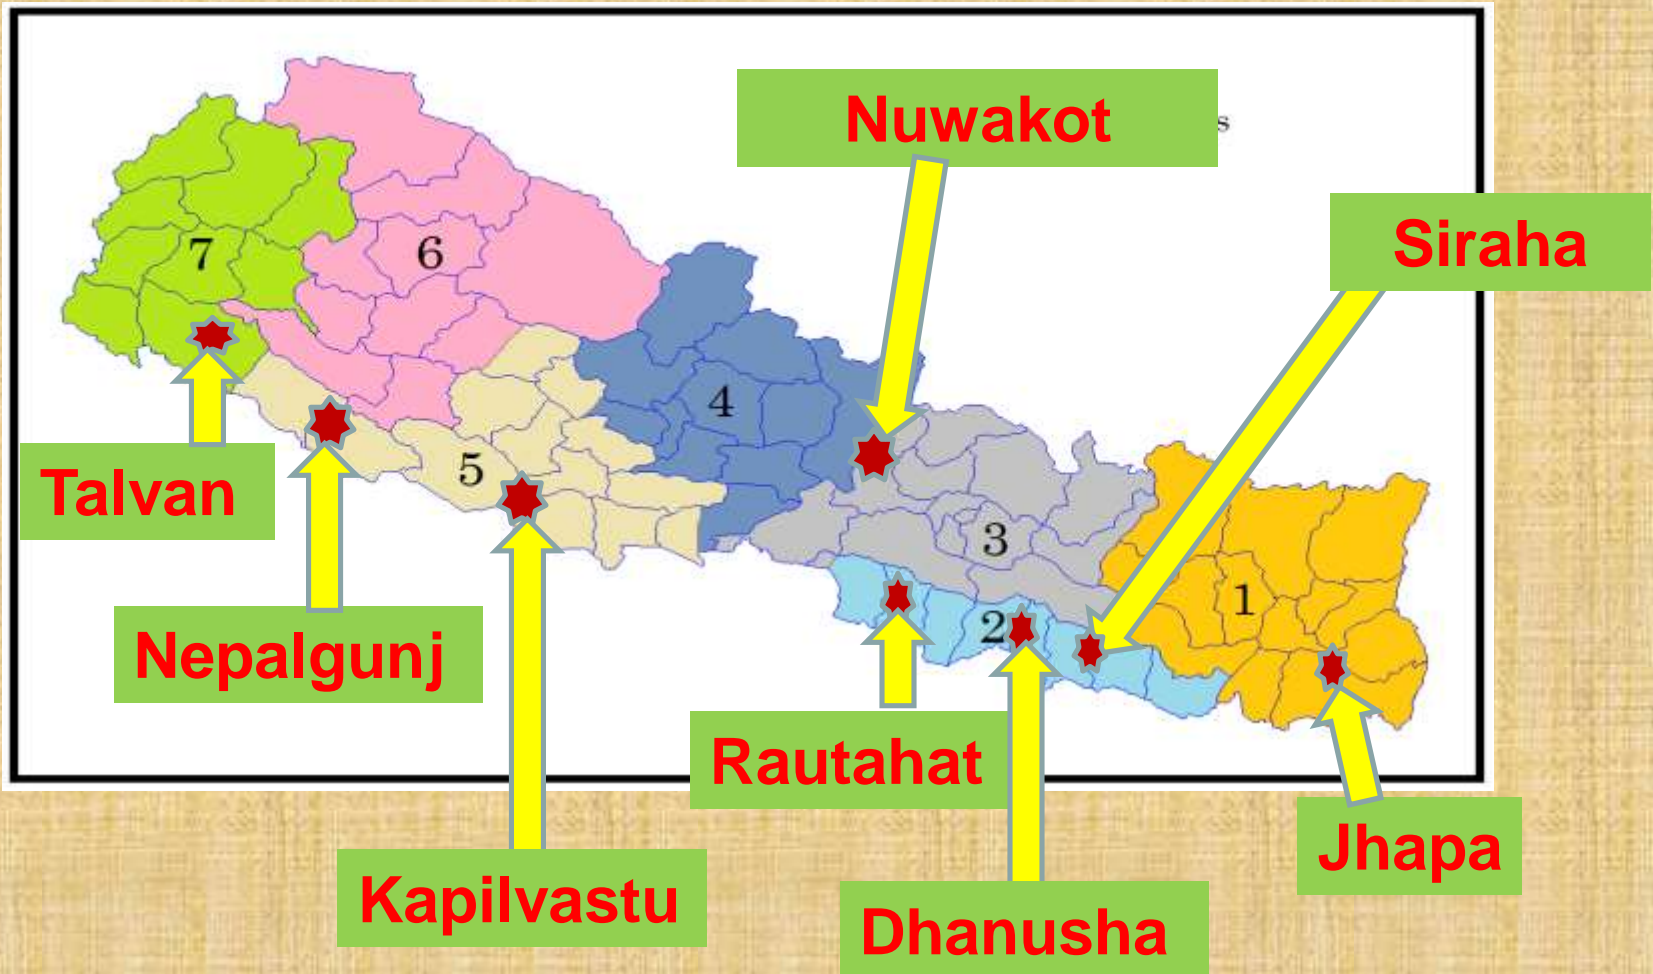 Nuwakot
s
Siraha
7
6
4
5
3
1
2
Talvan
Nepalgunj
Rautahat
Jhapa
Kapilvastu
Dhanusha